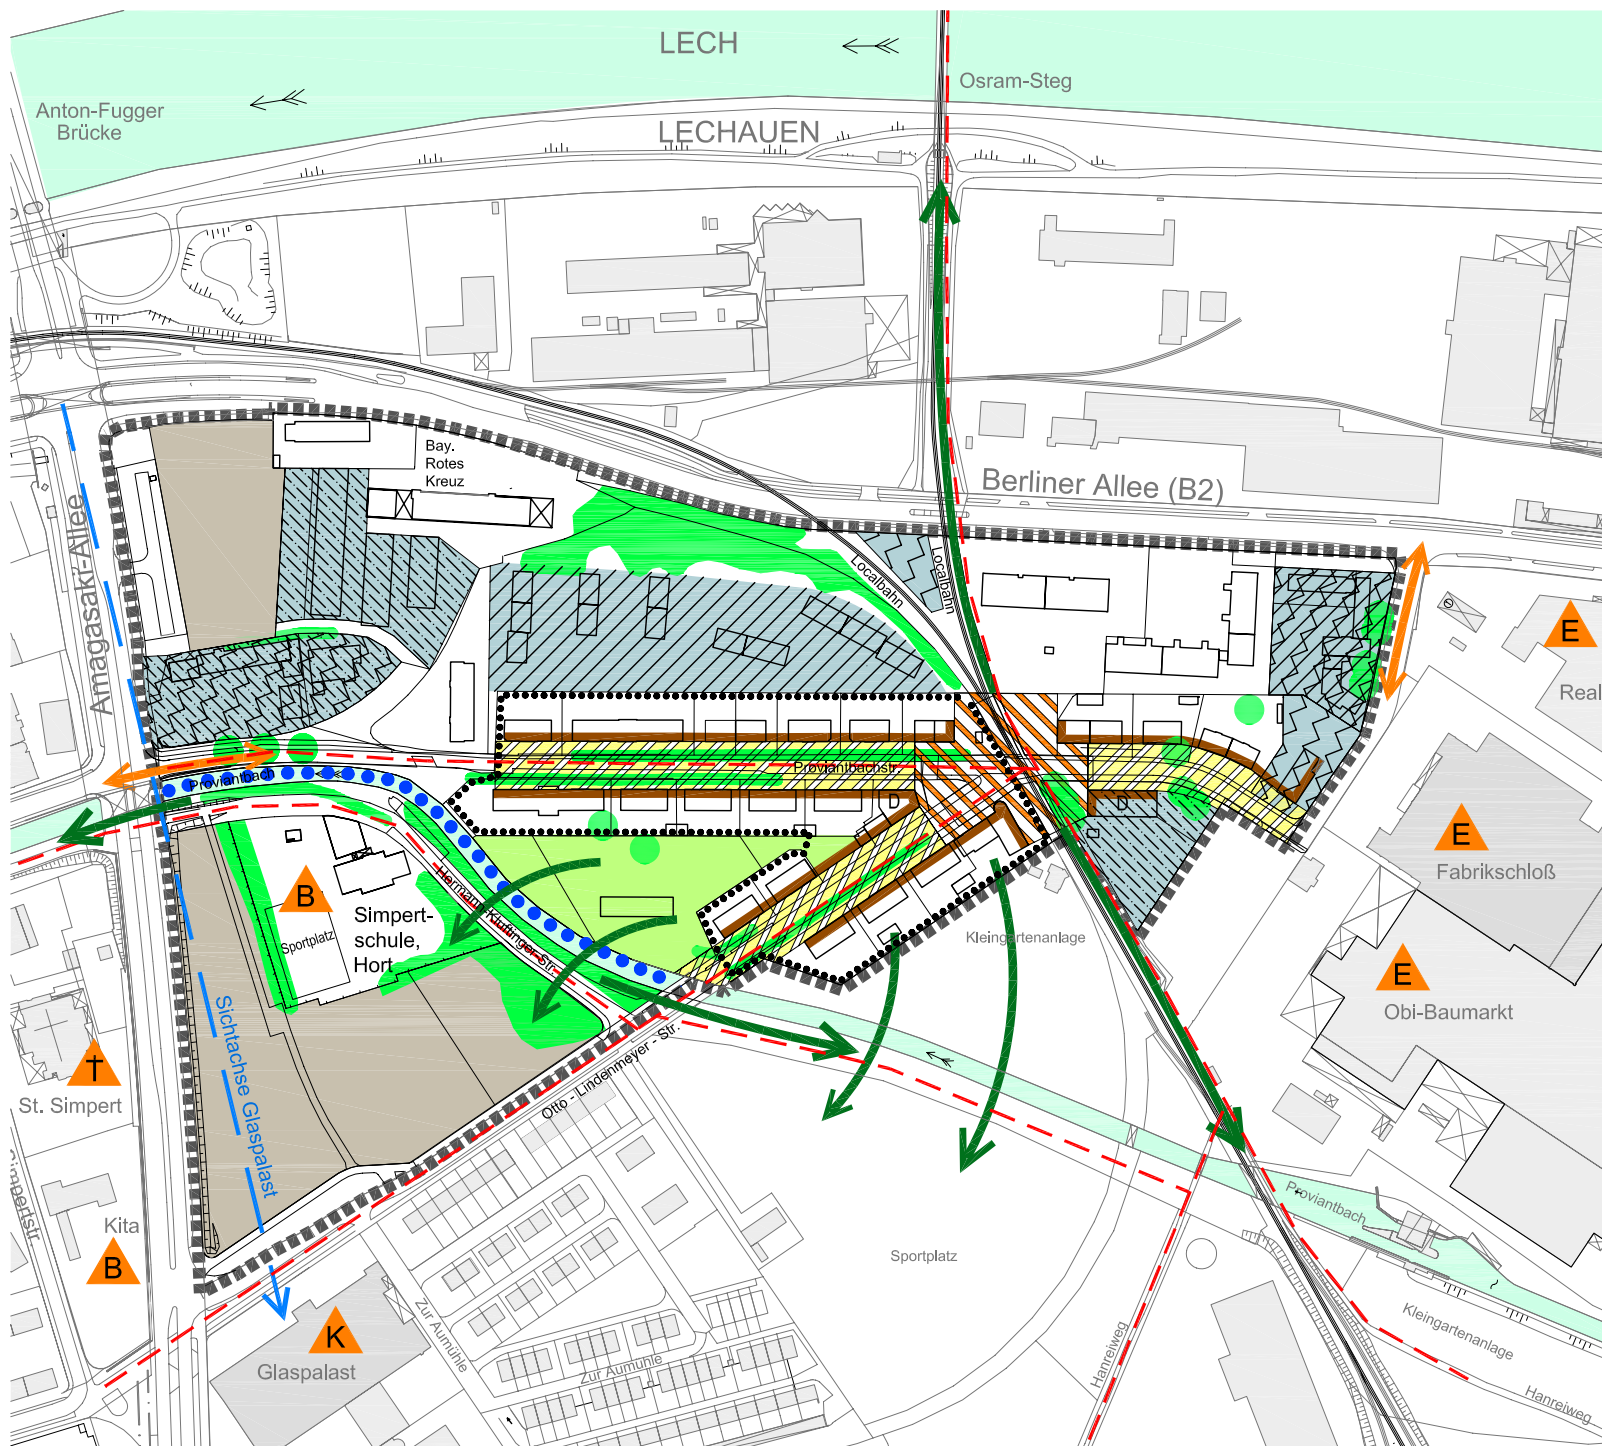 LECH
Osram-Steg
Anton-Fugger
Brücke
LECHAUEN
Bay.
Rotes
Kreuz
Berliner Allee (B2)
Amagasaki-Allee
Localbahn
Localbahn
E
Real
Proviantbach
Proviantbachstr.
D
D
E
Fabrikschloß
B
Simpert-
schule,
Hort
Sportplatz
Hermann-Kluftinger-Str.
Kleingartenanlage
E
Obi-Baumarkt
Sichtachse Glaspalast
Otto - Lindenmeyer - Str.
St. Simpert
Simpertstr.
Kita
B
Proviantbach
Sportplatz
K
Glaspalast
Zur Aumühle
Zur Aumühle
Hanreiweg
Kleingartenanlage
Hanreiweg